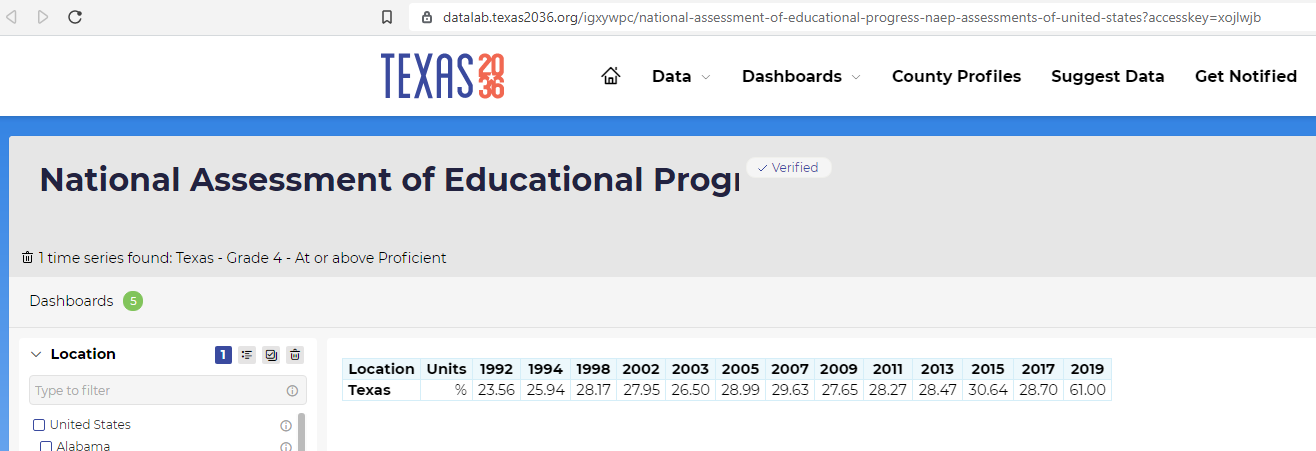 datalab.texas2036.org/igxywpc/national-assessment-of-educational-progress-naep-assessments-of-united-states?accesskey=xojlwjb
TEXAS 2036
Data Dashboards County Profiles Suggest Data Get Notified
National Assessment of Educational Progr
Verified
1 time series found: Texas - Grade 4 - At or above Proficient
Dashboards 5
Location 1
Type to filter
United States
Alabama
Location Units 1992 1994 1998 2002 2003 2005 2007 2009 2011 2013 2015 2017 2019
Texas % 23.56 25.94 28.17 27.95 26.50 28.99 29.63 27.65 28.27 28.47 30.64 28.70 61.00